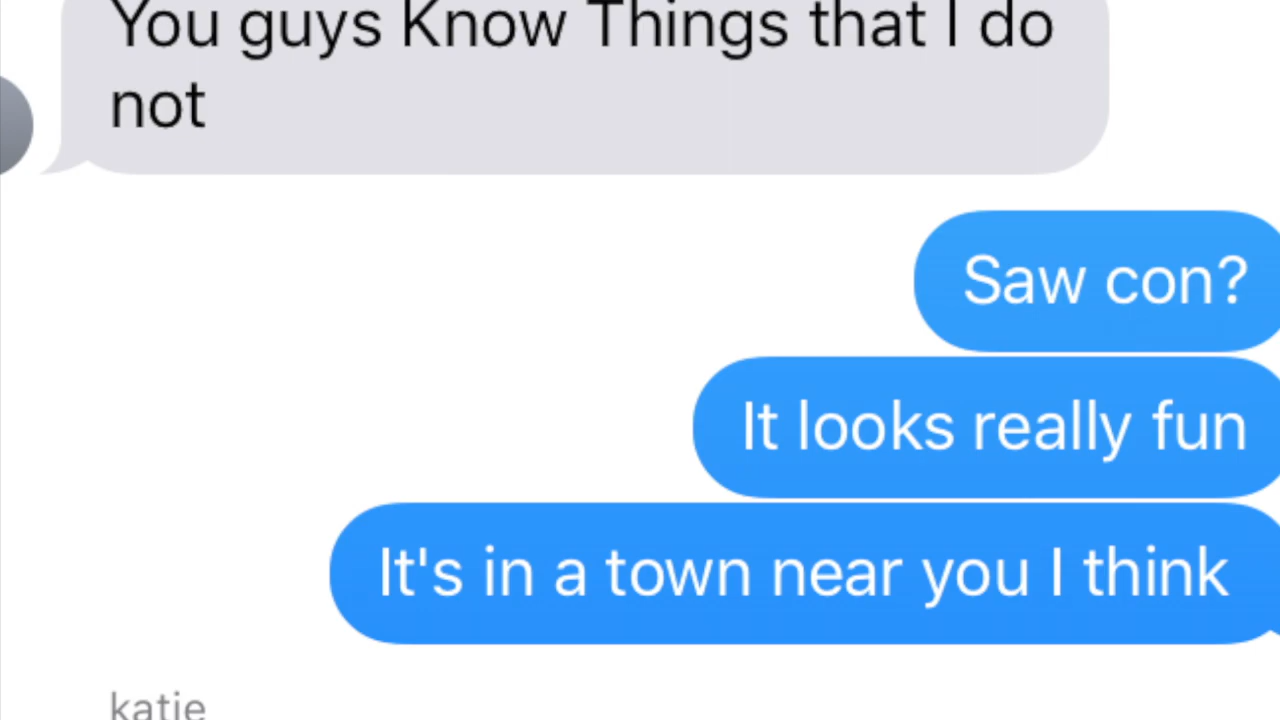 You guys Know Things that I do
not
Saw con?
It looks really fun
It's in a town near you I think
katie